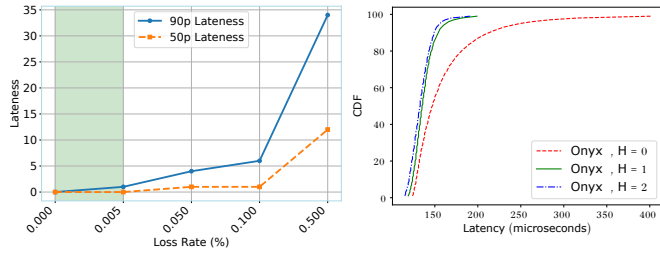 35
30
25
20
15
10
5
0
Lateness
90p Lateness
50p Lateness
0.000
0.005
0.050
0.100
0.500
Loss Rate (%)
100
80
60
40
20
0
CDF
Onyx , H = 0
Onyx , H = 1
Onyx , H = 2
150
200
250
300
350
400
Latency (microseconds)